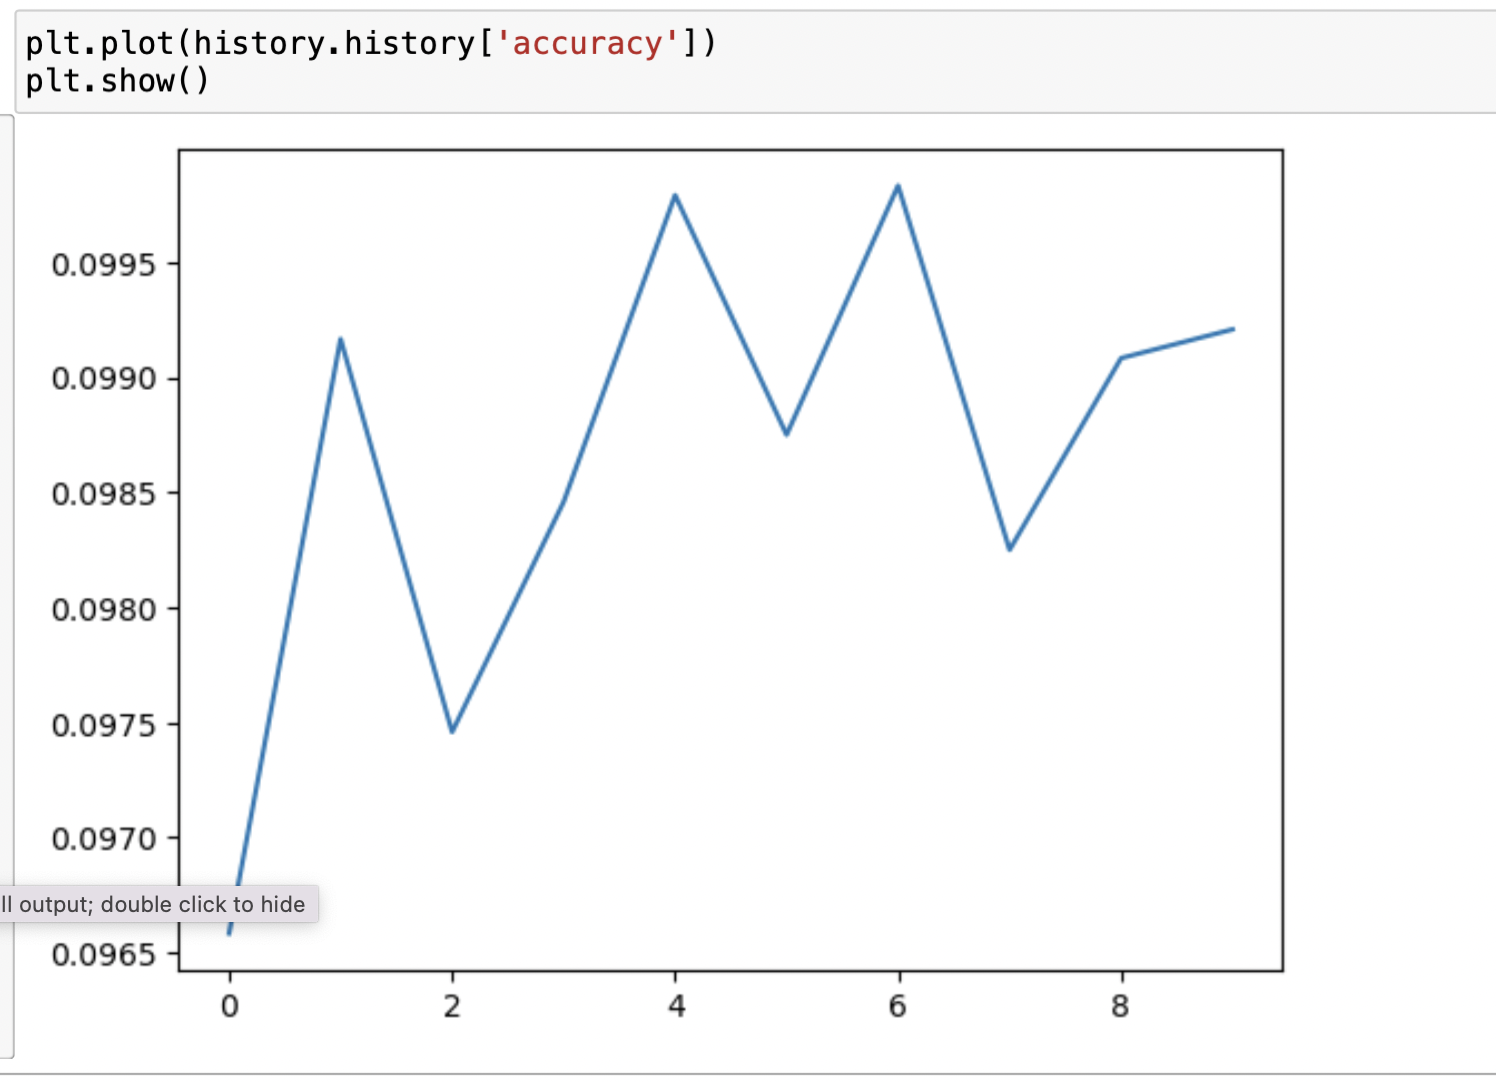 plt.plot(history.history['accuracy'])
plt.show()
0.0995
0.0990
0.0985
0.0980
0.0975
0.0970
ll output; double click to hide
0.0965
0 2 4 6 8